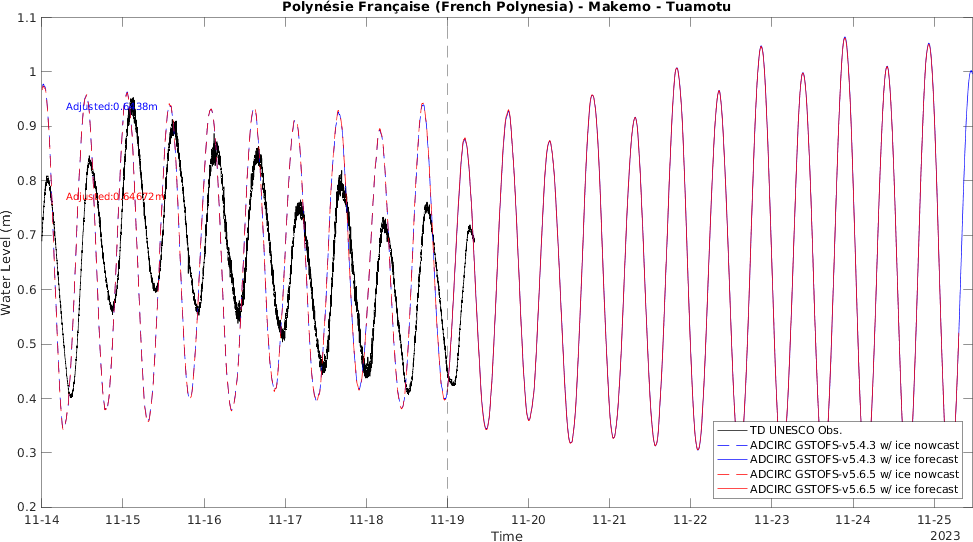 Polynésie Française (French Polynesia) - Makemo - Tuamotu
1.1
1
0.9
0.8
0.7
0.6
0.5
0.4
0.3
0.2
Water Level (m)
Adjusted:0.64672m
TD UNESCO Obs.
ADCIRC GSTOFS-v5.4.3 w/ ice nowcast
ADCIRC GSTOFS-v5.4.3 w/ ice forecast
ADCIRC GSTOFS-v5.6.5 w/ ice nowcast
ADCIRC GSTOFS-v5.6.5 w/ ice forecast
11-14 11-15 11-16 11-17 11-18 11-19 11-20 11-21 11-22 11-23 11-24 11-25
Time
2023